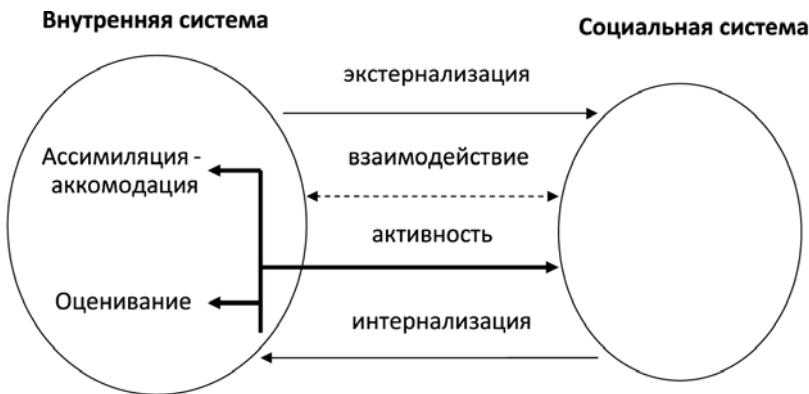 Внутренняя система
Социальная система
экстернализация
Ассимиляция -
аккомодация
взаимодействие
активность
Оценивание
интернализация